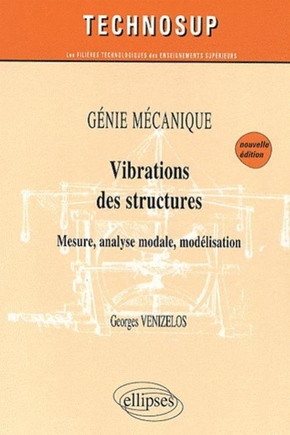 TECHNOSUP
Les FILIÈRES TECHNOLOGIQUES des ENSEIGNEMENTS SUPÉRIEURS
GÉNIE MÉCANIQUE
nouvelle
édition
Vibrations
des structures
Mesure, analyse modale, modélisation
Georges VENIZELOS
ellipses